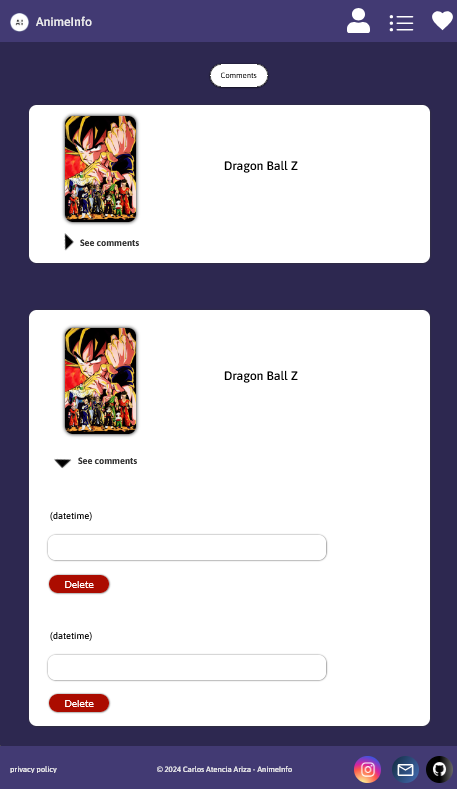 AI AnimeInfo
Comments
Dragon Ball Z
See comments
Dragon Ball Z
See comments
(datetime)
Delete
(datetime)
Delete
privacy policy
© 2024 Carlos Atencia Ariza - AnimeInfo